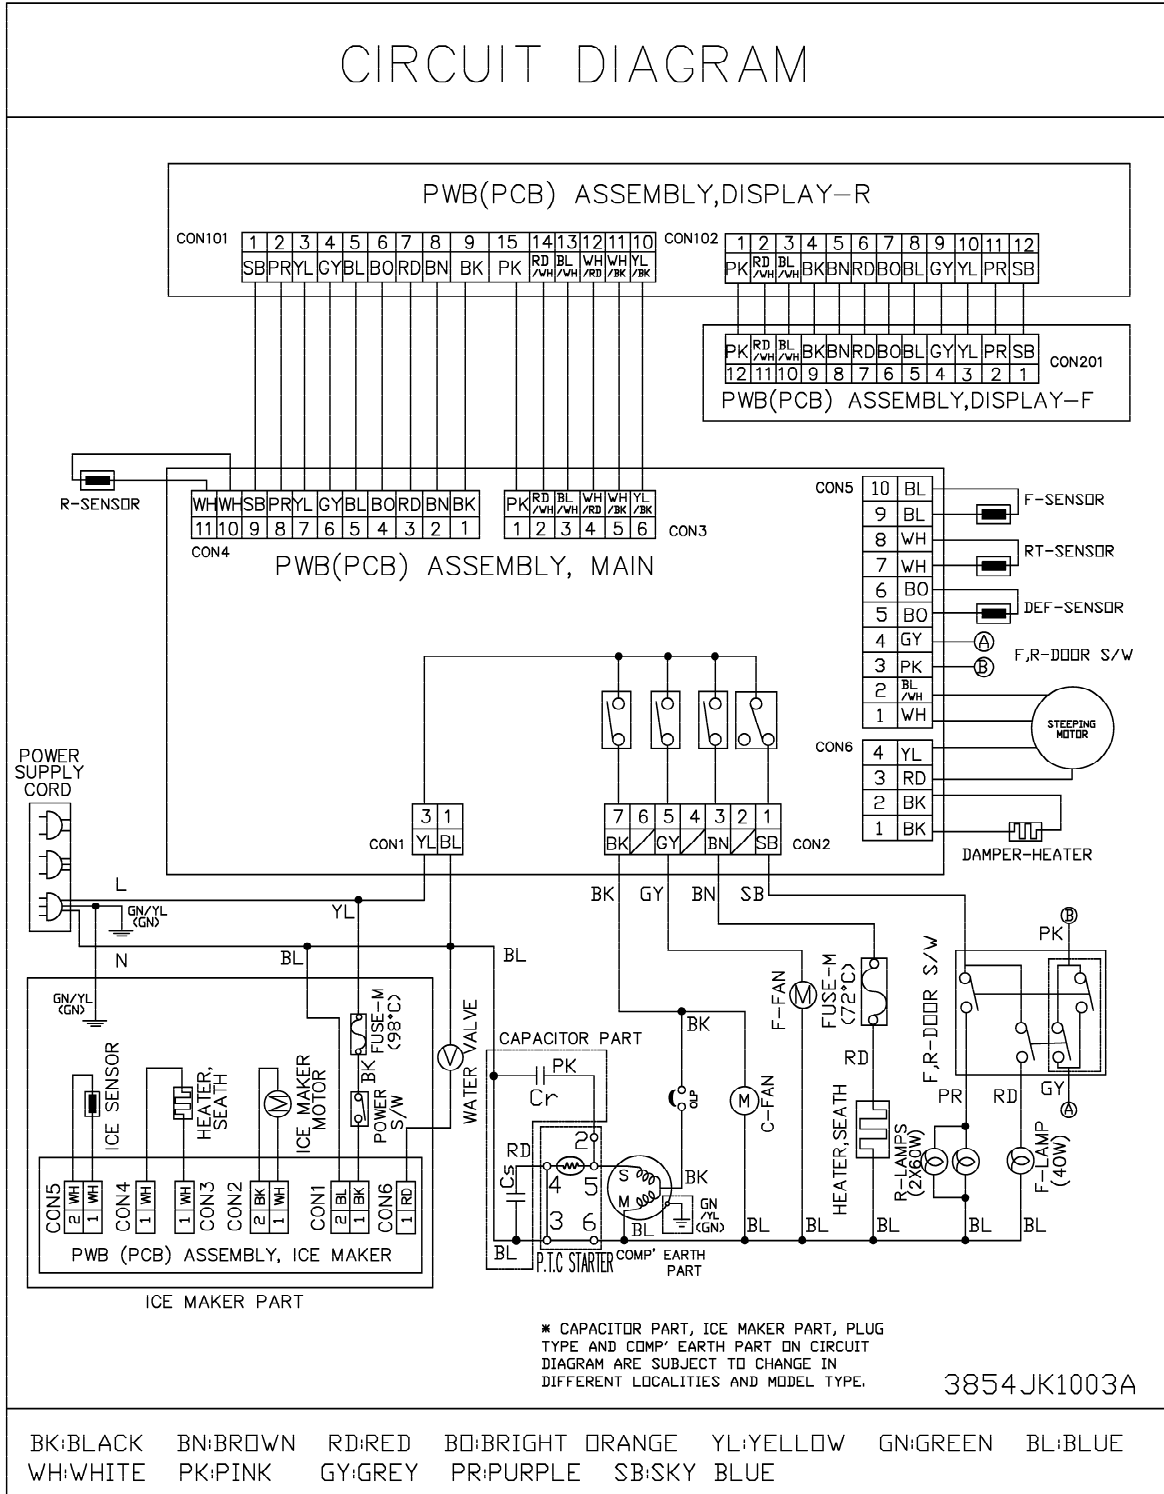 CIRCUIT DIAGRAM
PWB(PCB) ASSEMBLY,DISPLAY-R
CON101
1 2 3 4 5 6 7 8 9 15 14 13 12 11 10
SB PR YL GY BL BO RD BN BK PK RD/WH BL/WH WH/RD WH/BK YL/BK
CON102
1 2 3 4 5 6 7 8 9 10 11 12
PK RD/WH BL/WH BK BN RD BO BL GY YL PR SB
PK RD/WH BL/WH BK BN RD BO BL GY YL PR SB
12 11 10 9 8 7 6 5 4 3 2 1
CON201
PWB(PCB) ASSEMBLY,DISPLAY-F
R-SENSOR
WH WH SB PR YL GY BL BO RD BN BK
11 10 9 8 7 6 5 4 3 2 1
CON4
PK RD/WH BL/WH WH/RD WH/BK YL/BK
1 2 3 4 5 6
CON3
PWB(PCB) ASSEMBLY, MAIN
CON5
10 BL
9 BL
8 WH
7 WH
6 BO
5 BO
4 GY
3 PK
2 BL/WH
1 WH
F-SENSOR
RT-SENSOR
DEF-SENSOR
A
B
F,R-DOOR S/W
STEEPING
MOTOR
CON6
4 YL
3 RD
2 BK
1 BK
DAMPER-HEATER
POWER
SUPPLY
CORD
3 1
YL BL
CON1
7 6 5 4 3 2 1
BK GY BN SB
CON2
L
GN/YL
(GN)
YL
N
BL
BL
BK GY BN SB
GN/YL
(GN)
ICE SENSOR
HEATER,
SEATH
ICE MAKER
MOTOR
FUSE-M
(98°C)
BK
POWER
S/W
V
WATER VALVE
M
CON5
2 WH
1 WH
CON4
1 WH
1 WH
CON3
CON2
2 BK
1 WH
CON1
2 BL
1 BK
CON6
1 RD
PWB (PCB) ASSEMBLY, ICE MAKER
ICE MAKER PART
CAPACITOR PART
PK
Cr
RD
Cs
2
4 5
3 6
BL
P.T.C STARTER
S
M
BL
BK
OLP
BK
GN
/YL
(GN)
COMP' EARTH
PART
M
C-FAN
BL
M
F-FAN
BL
FUSE-M
(72°C)
RD
HEATER,SEATH
BL
F,R-DOOR S/W
B
PK
GY
A
PR
RD
R-LAMPS
(2X60W)
BL
F-LAMP
(40W)
BL
* CAPACITOR PART, ICE MAKER PART, PLUG
TYPE AND COMP' EARTH PART ON CIRCUIT
DIAGRAM ARE SUBJECT TO CHANGE IN
DIFFERENT LOCALITIES AND MODEL TYPE.
3854JK1003A
BK:BLACK BN:BROWN RD:RED BO:BRIGHT ORANGE YL:YELLOW GN:GREEN BL:BLUE
WH:WHITE PK:PINK GY:GREY PR:PURPLE SB:SKY BLUE